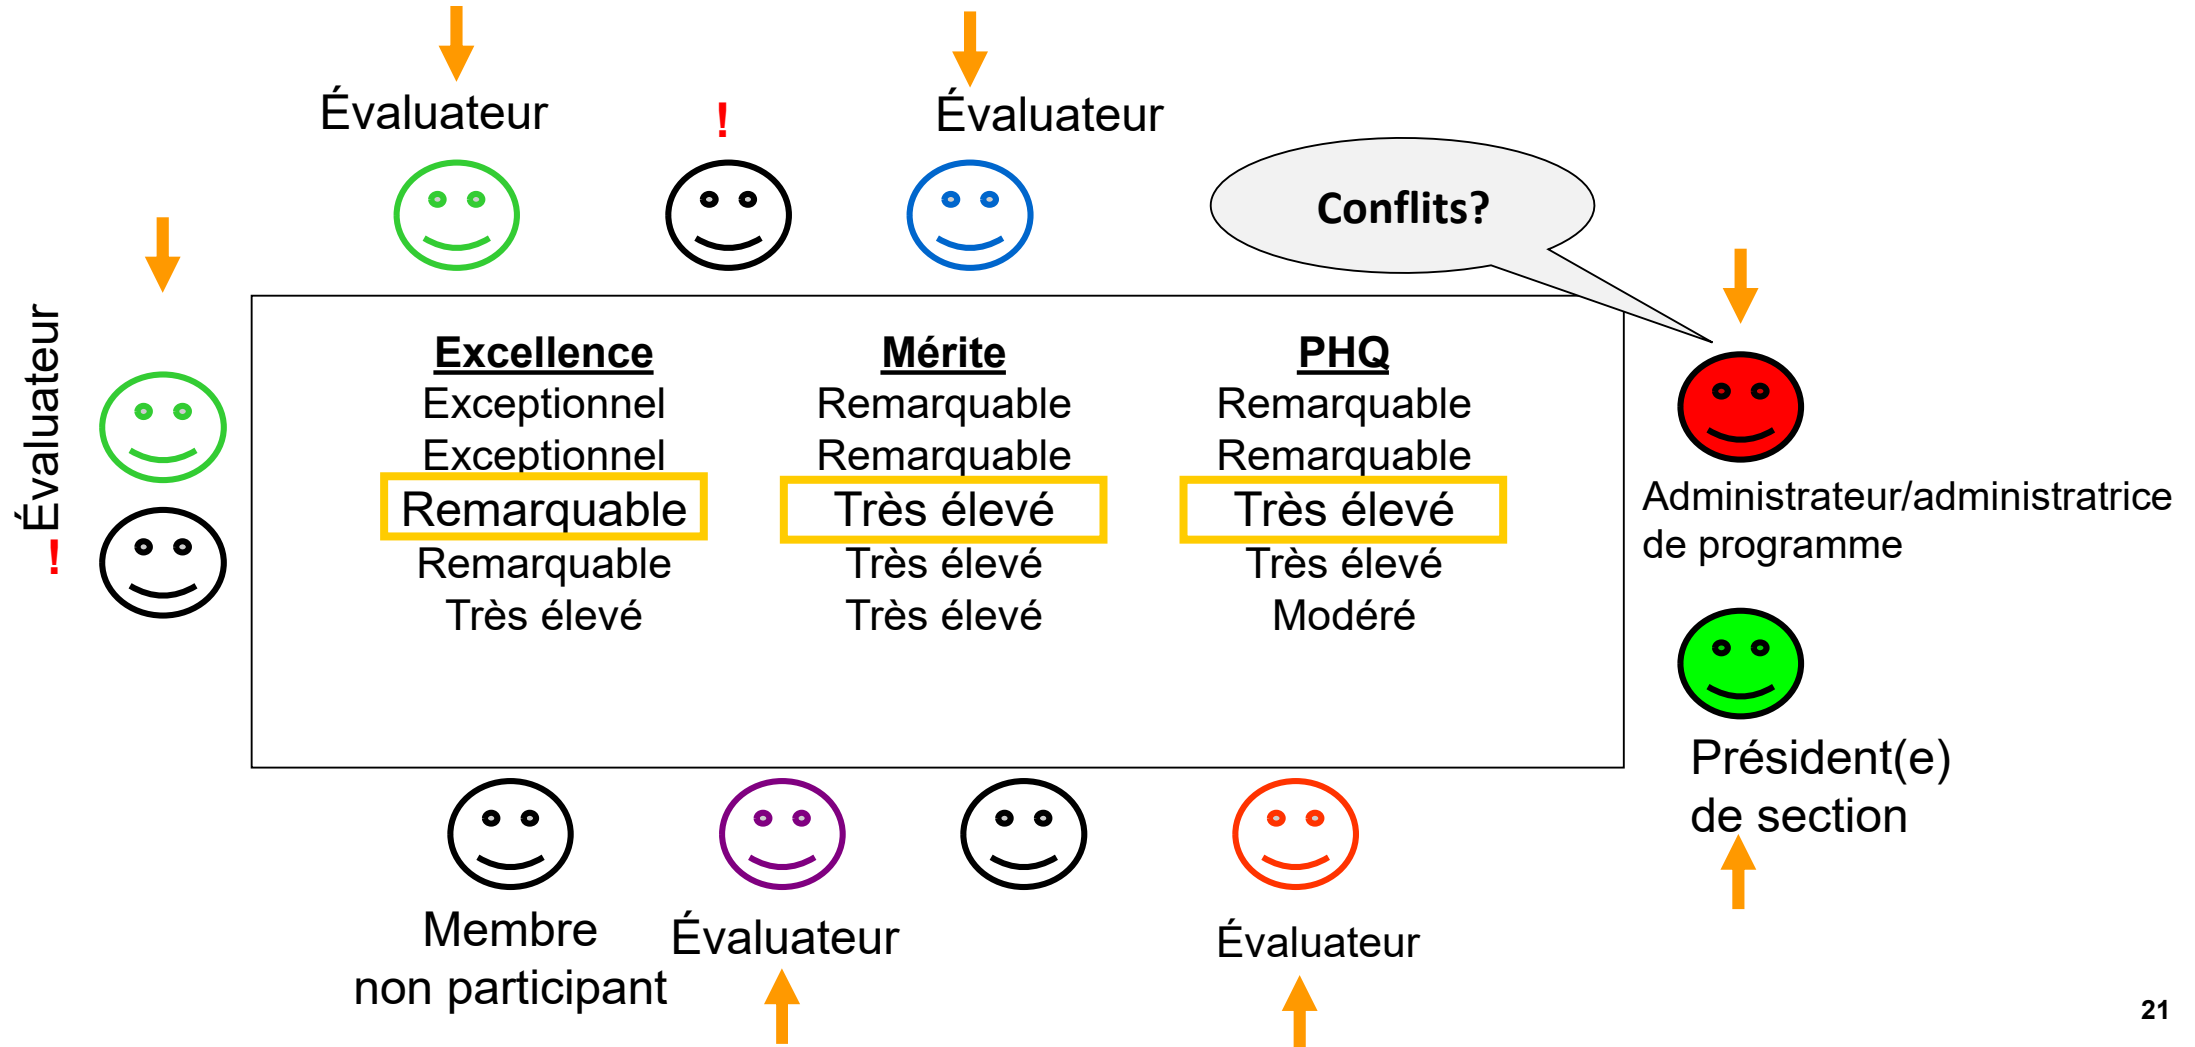 Évaluateur
!
Évaluateur
Conflits?
Évaluateur
!
Excellence Mérite PHQ
Exceptionnel Remarquable Remarquable
Exceptionnel Remarquable Remarquable
Remarquable Très élevé Très élevé
Remarquable Très élevé Très élevé
Très élevé Très élevé Modéré
Administrateur/administratrice
de programme
Président(e)
de section
Membre
non participant
Évaluateur
Évaluateur
21